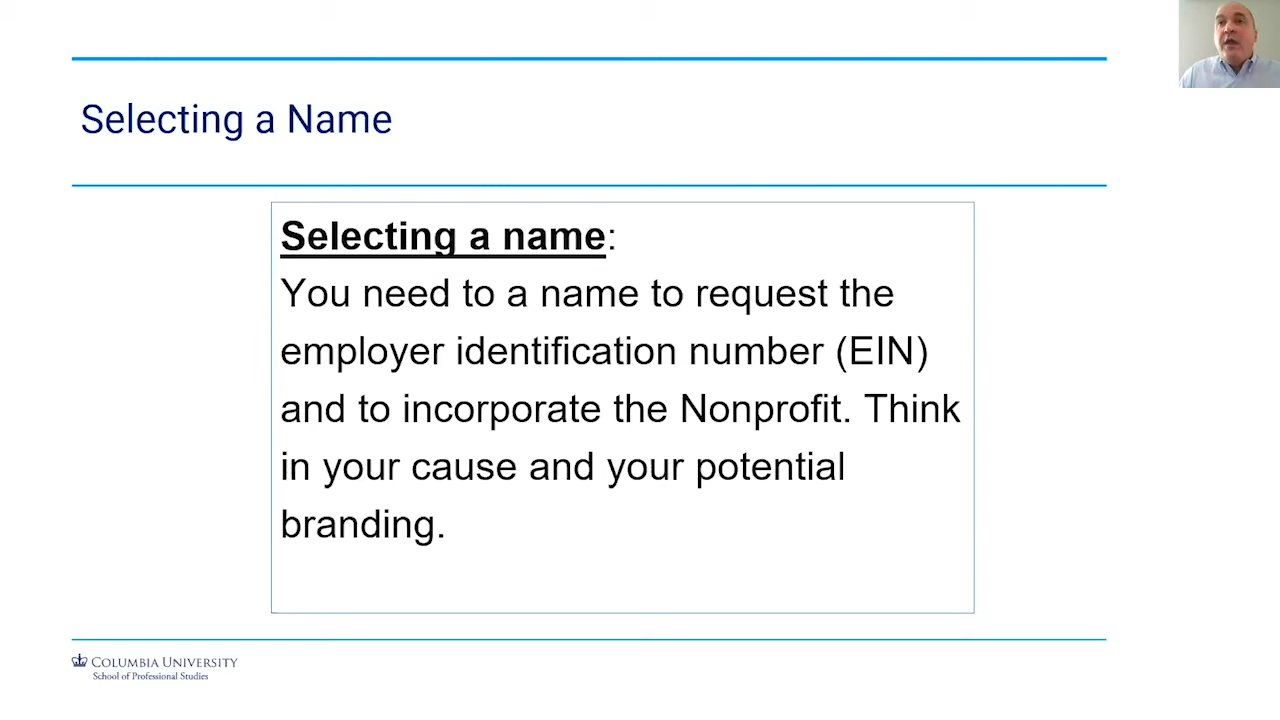 Selecting a Name
Selecting a name:
You need to a name to request the
employer identification number (EIN)
and to incorporate the Nonprofit. Think
in your cause and your potential
branding.
COLUMBIA UNIVERSITY
School of Professional Studies